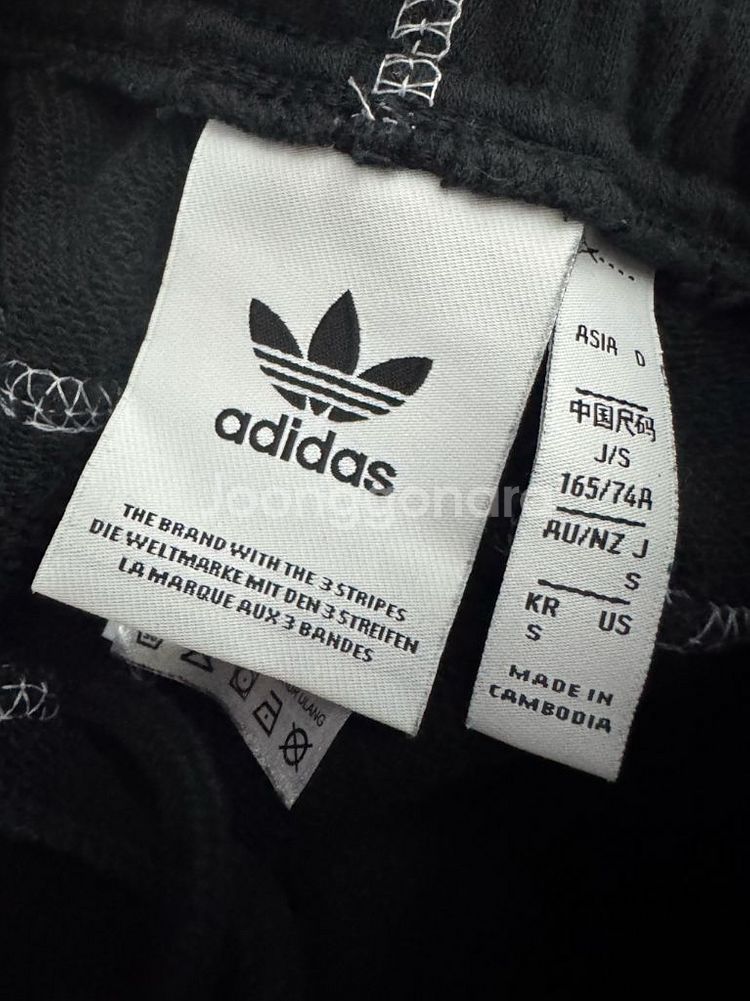 adidas
THE BRAND WITH THE 3 STRIPES
DIE WELTMARKE MIT DEN 3 STREIFEN
LA MARQUE AUX 3 BANDES
ASIA D
中国尺码
J/S
165/74A
AU/NZ J
S
KR US
S
MADE IN
CAMBODIA
ULANG